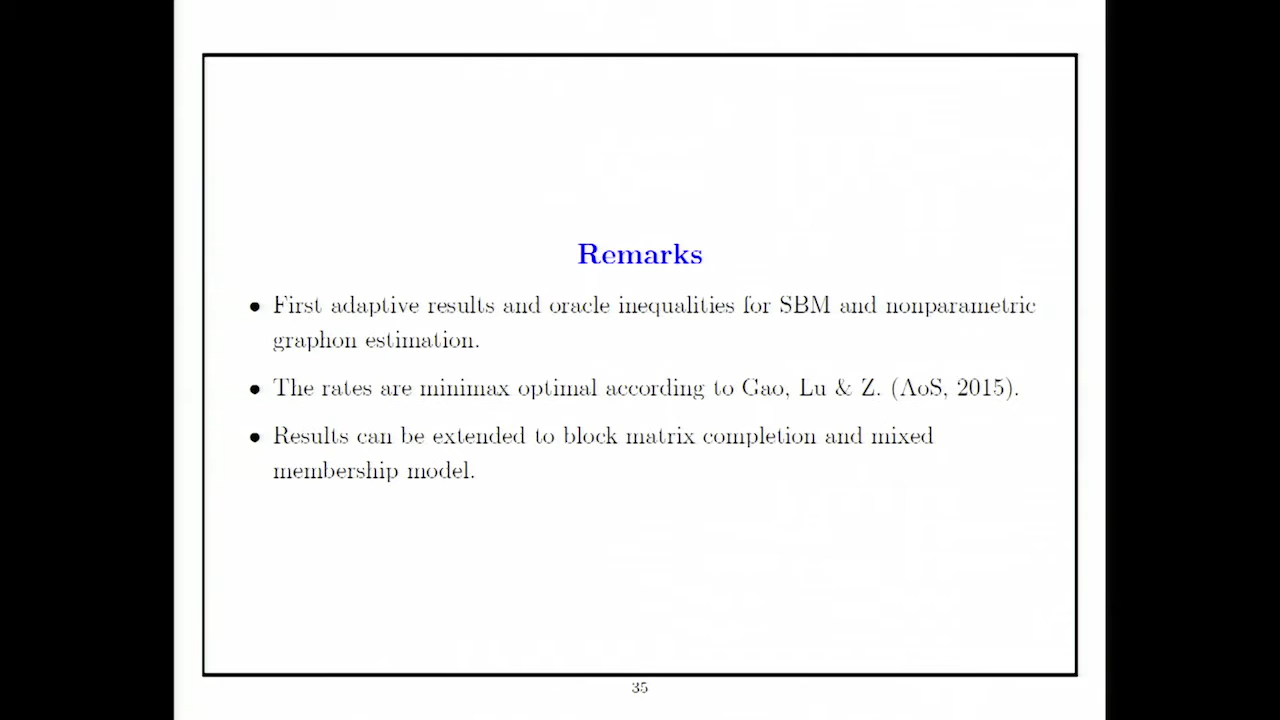 Remarks
• First adaptive results and oracle inequalities for SBM and nonparametric
graphon estimation.
• The rates are minimax optimal according to Gao, Lu & Z. (AoS, 2015).
• Results can be extended to block matrix completion and mixed
membership model.
35